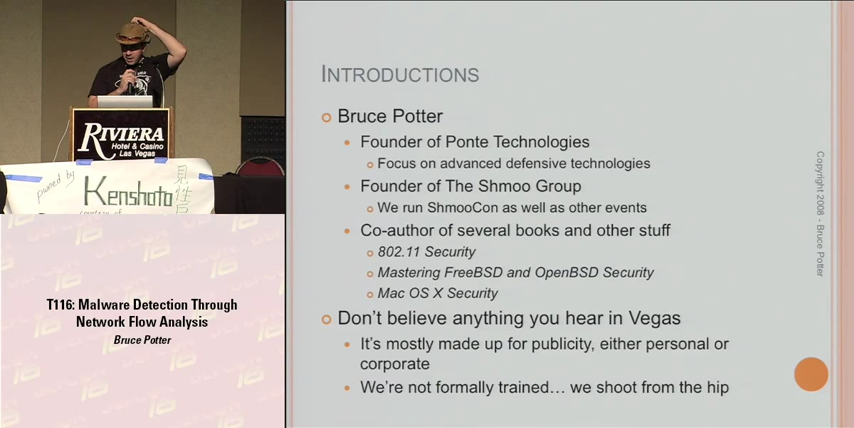 RIVIERA
Hotel & Casino
Las Vegas
pwned by
Kenshoto
見性
T116: Malware Detection Through
Network Flow Analysis
Bruce Potter
INTRODUCTIONS
Bruce Potter
Founder of Ponte Technologies
Focus on advanced defensive technologies
Founder of The Shmoo Group
We run ShmooCon as well as other events
Co-author of several books and other stuff
802.11 Security
Mastering FreeBSD and OpenBSD Security
Mac OS X Security
Don't believe anything you hear in Vegas
It's mostly made up for publicity, either personal or
corporate
We're not formally trained… we shoot from the hip
Copyright 2008 - Bruce Potter